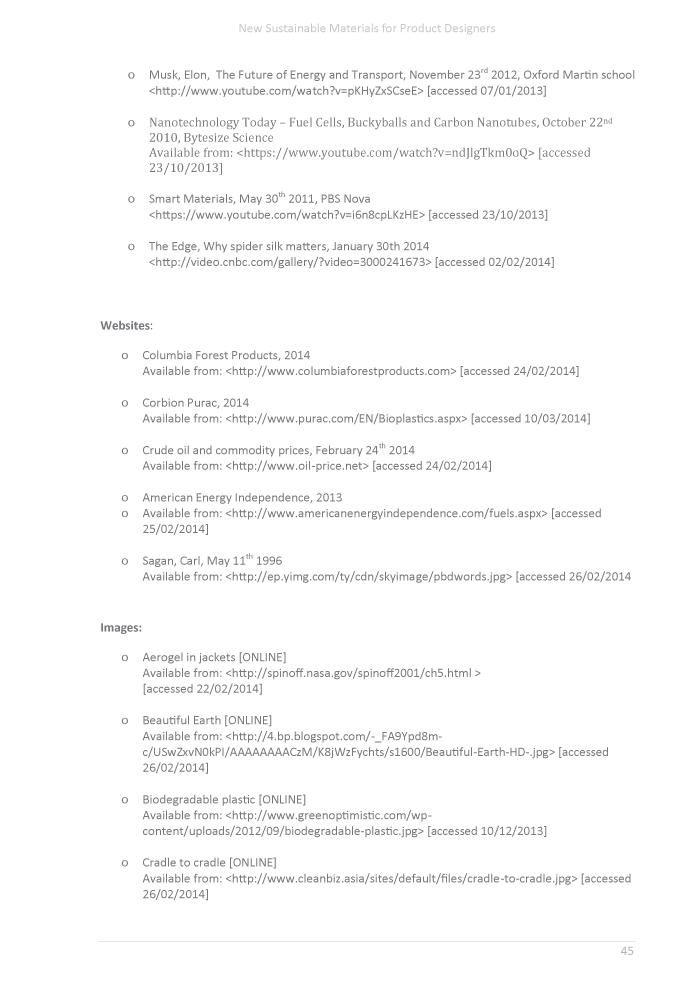 New Sustainable Materials for Product Designers
o Musk, Elon, The Future of Energy and Transport, November 23rd 2012, Oxford Martin school
<http://www.youtube.com/watch?v=pKHyZxSCseE> [accessed 07/01/2013]
o Nanotechnology Today – Fuel Cells, Buckyballs and Carbon Nanotubes, October 22nd
2010, Bytesize Science
Available from: <https://www.youtube.com/watch?v=ndJlgTkm0oQ> [accessed
23/10/2013]
o Smart Materials, May 30th 2011, PBS Nova
<https://www.youtube.com/watch?v=i6n8cpLKzHE> [accessed 23/10/2013]
o The Edge, Why spider silk matters, January 30th 2014
<http://video.cnbc.com/gallery/?video=3000241673> [accessed 02/02/2014]
Websites:
o Columbia Forest Products, 2014
Available from: <http://www.columbiaforestproducts.com> [accessed 24/02/2014]
o Corbion Purac, 2014
Available from: <http://www.purac.com/EN/Bioplastics.aspx> [accessed 10/03/2014]
o Crude oil and commodity prices, February 24th 2014
Available from: <http://www.oil-price.net> [accessed 24/02/2014]
o American Energy Independence, 2013
o Available from: <http://www.americanenergyindependence.com/fuels.aspx> [accessed
25/02/2014]
o Sagan, Carl, May 11th 1996
Available from: <http://ep.yimg.com/ty/cdn/skyimage/pbdwords.jpg> [accessed 26/02/2014
Images:
o Aerogel in jackets [ONLINE]
Available from: <http://spinoff.nasa.gov/spinoff2001/ch5.html >
[accessed 22/02/2014]
o Beautiful Earth [ONLINE]
Available from: <http://4.bp.blogspot.com/-_FA9Ypd8m-
c/USwZxvN0kPI/AAAAAAAACzM/K8jWzFychts/s1600/Beautiful-Earth-HD-.jpg> [accessed
26/02/2014]
o Biodegradable plastic [ONLINE]
Available from: <http://www.greenoptimistic.com/wp-
content/uploads/2012/09/biodegradable-plastic.jpg> [accessed 10/12/2013]
o Cradle to cradle [ONLINE]
Available from: <http://www.cleanbiz.asia/sites/default/files/cradle-to-cradle.jpg> [accessed
26/02/2014]
45